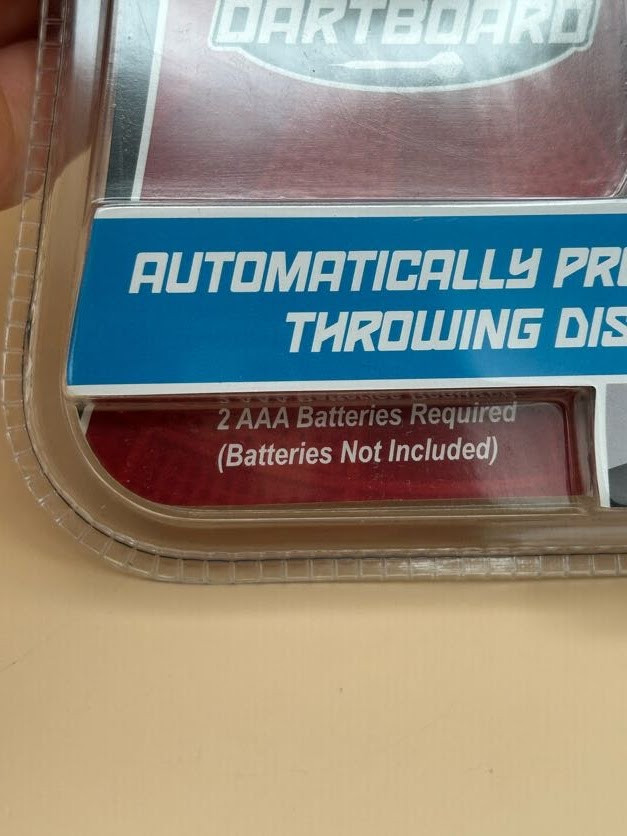 DARTBOARD
AUTOMATICALLY PR
THROWING DIS
2 AAA Batteries Required
(Batteries Not Included)